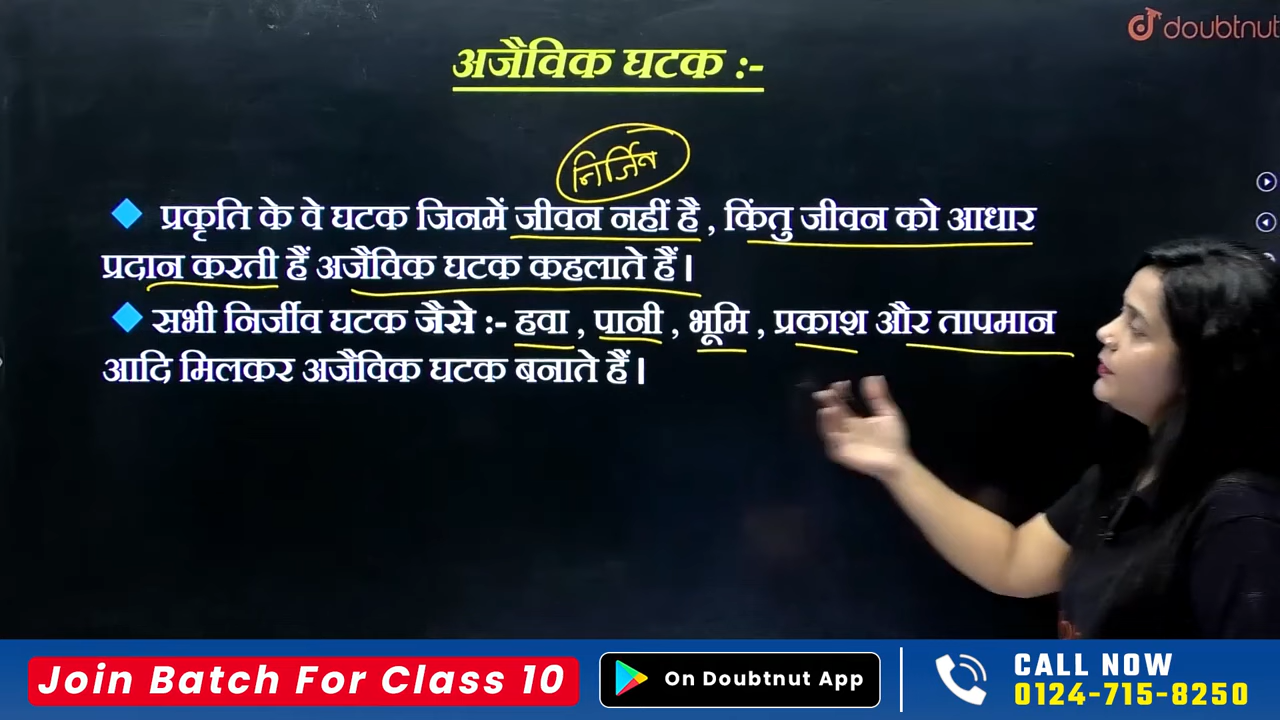 doubtnut
अजैविक घटक :-
निर्जिव
प्रकृति के वे घटक जिनमें जीवन नहीं है , किंतु जीवन को आधार
प्रदान करती हैं अजैविक घटक कहलाते हैं।
सभी निर्जीव घटक जैसे :- हवा , पानी , भूमि , प्रकाश और तापमान
आदि मिलकर अजैविक घटक बनाते हैं।
Join Batch For Class 10
On Doubtnut App
CALL NOW
0124-715-8250